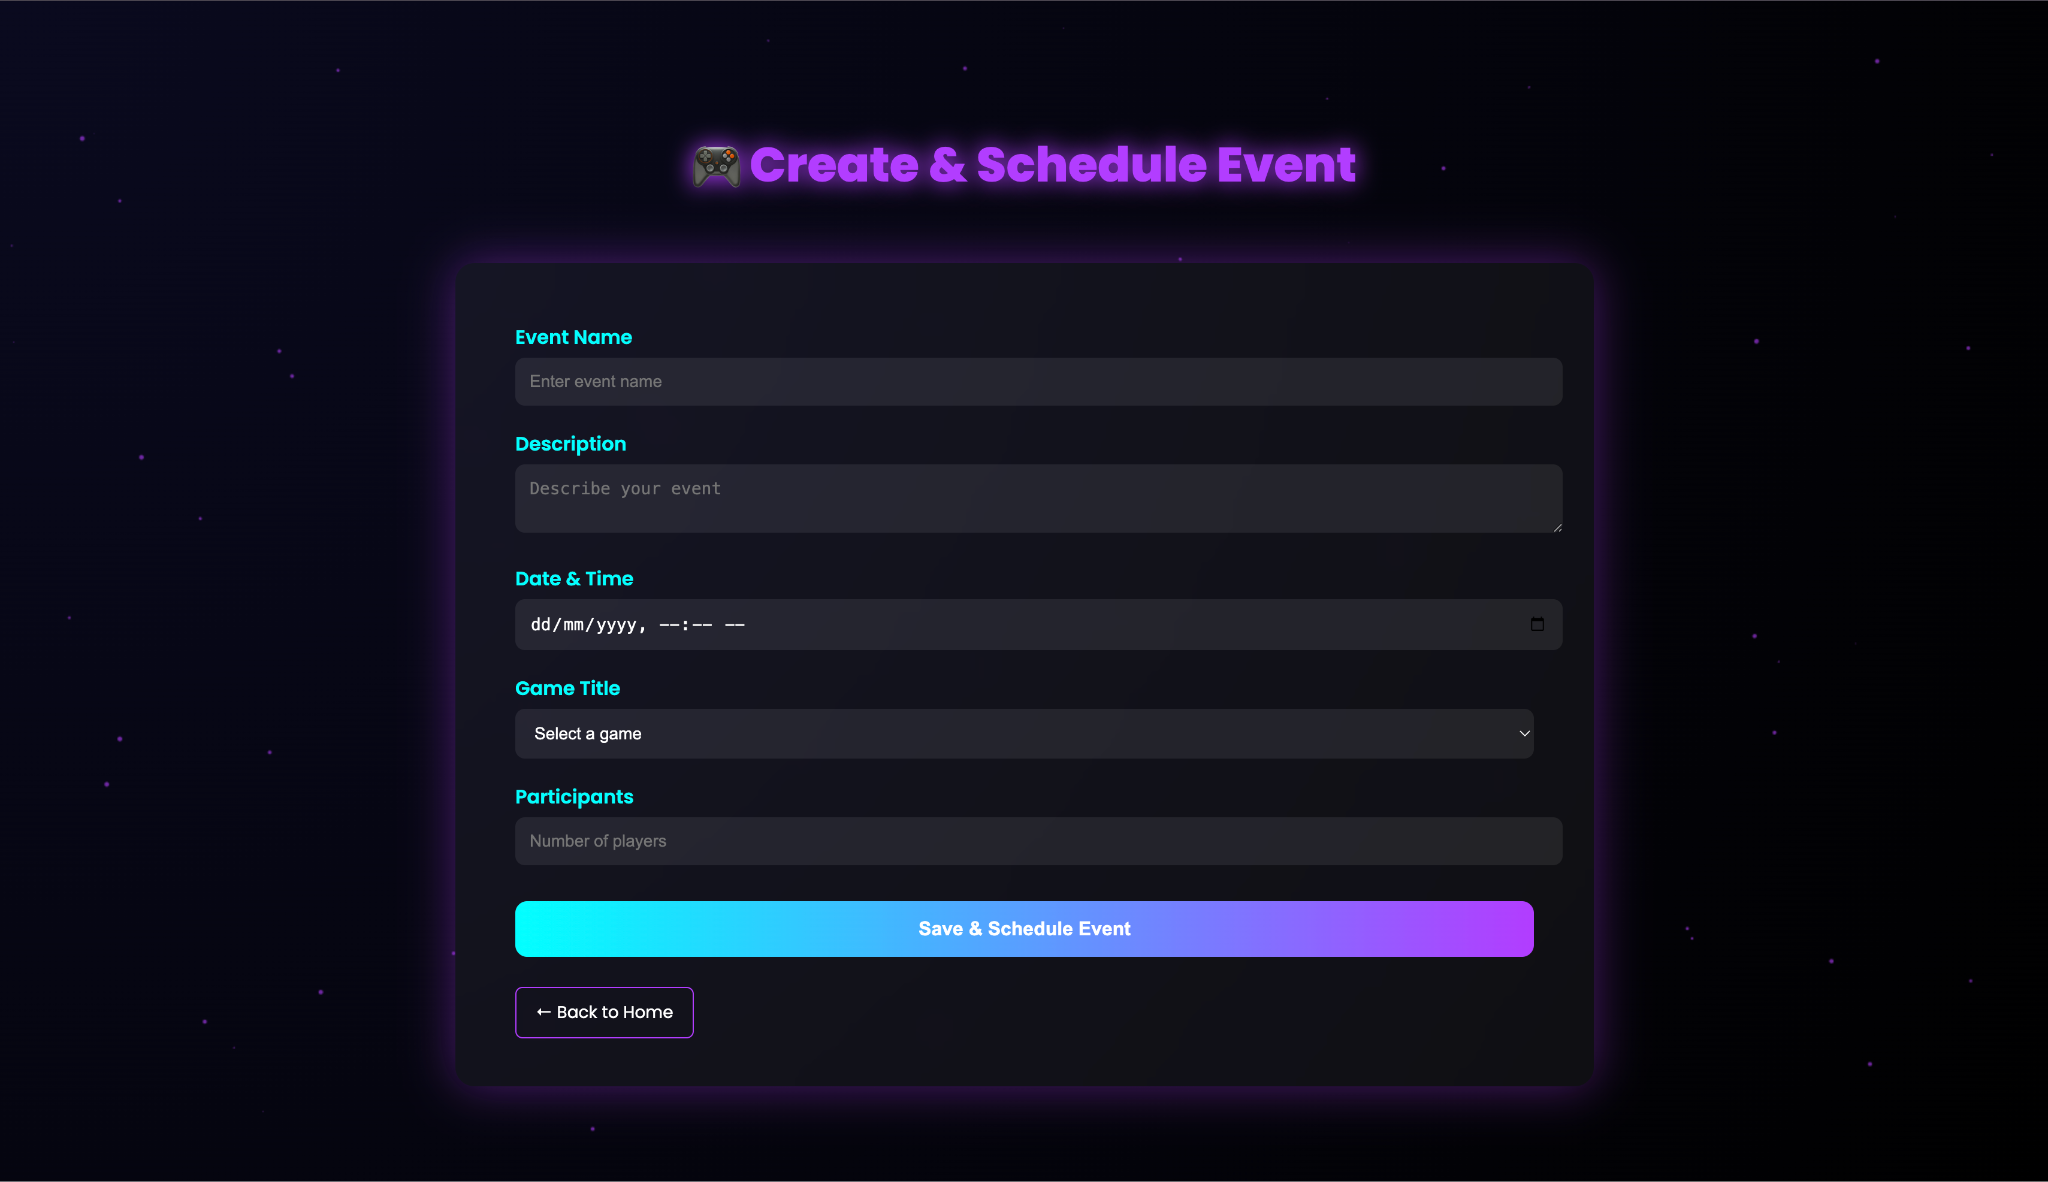 🎮 Create & Schedule Event
Event Name
Enter event name
Description
Describe your event
Date & Time
dd/mm/yyyy, --:-- --
Game Title
Select a game
Participants
Number of players
Save & Schedule Event
← Back to Home